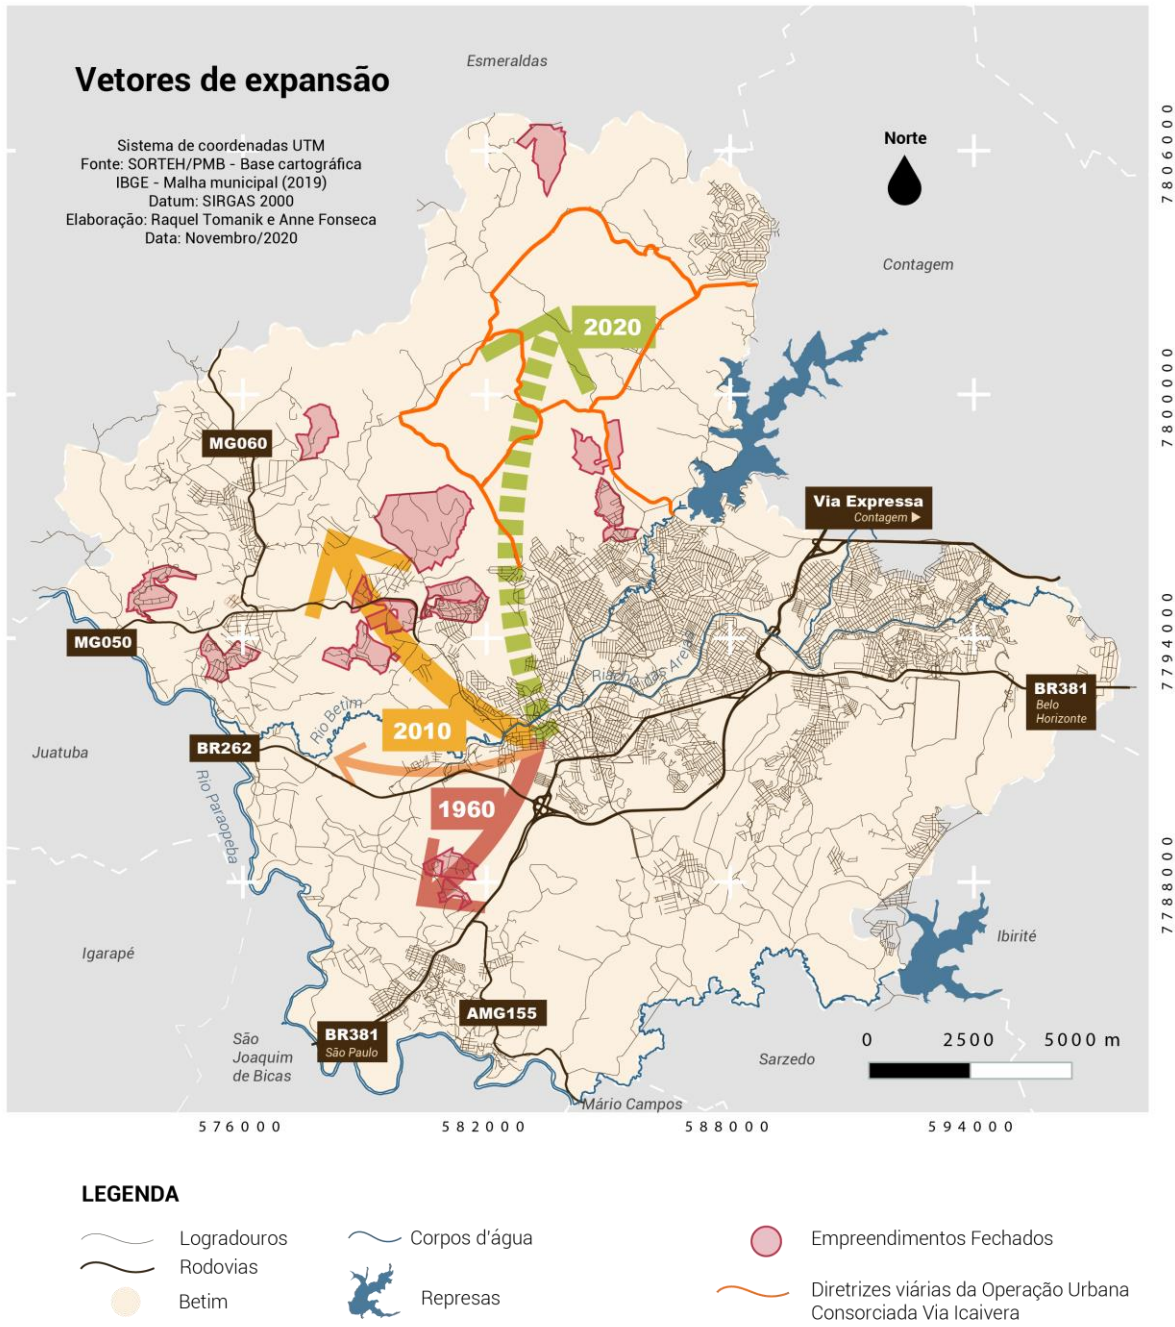 Vetores de expansão
Sistema de coordenadas UTM
Fonte: SORTEH/PMB - Base cartográfica
IBGE - Malha municipal (2019)
Datum: SIRGAS 2000
Elaboração: Raquel Tomanik e Anne Fonseca
Data: Novembro/2020
Esmeraldas
Norte
Contagem
7806000
2020
7800000
MG060
Via Expressa
Contagem ▶
7794000
MG050
Riacho das Areias
BR381
Belo
Horizonte
Rio Betim
2010
BR262
Juatuba
Rio Paraopeba
1960
7788000
Ibirité
Igarapé
AMG155
BR381
São Paulo
São
Joaquim
de Bicas
Sarzedo
0 2500 5000 m
Mário Campos
576000 582000 588000 594000
LEGENDA
Logradouros
Rodovias
Betim
Corpos d'água
Represas
Empreendimentos Fechados
Diretrizes viárias da Operação Urbana
Consorciada Via Icaivera